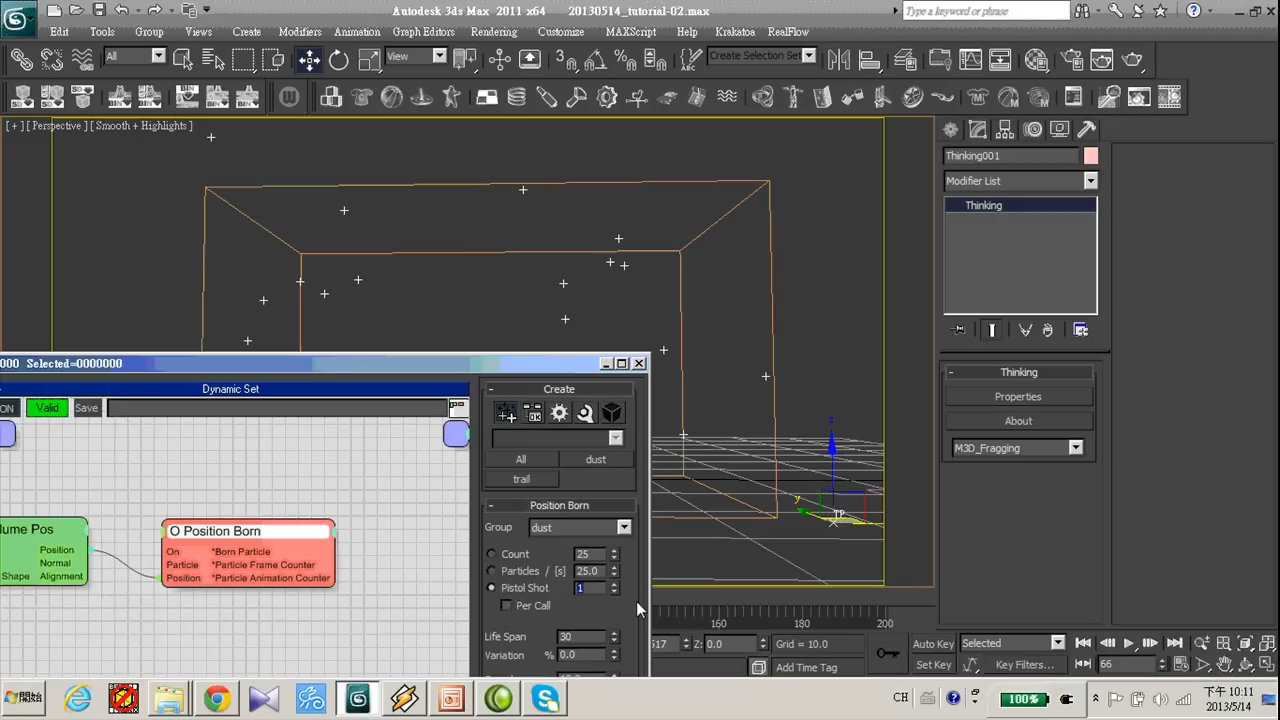 Autodesk 3ds Max 2011 x64    20130514_tutorial-02.max
Type a keyword or phrase
Edit Tools Group Views Create Modifiers Animation Graph Editors Rendering Customize MAXScript Help Krakatoa RealFlow
All
View
Create Selection Set
[ + ] [ Perspective ] [ Smooth + Highlights ]
Thinking001
Modifier List
Thinking
000 Selected=0000000
Dynamic Set
Create
ON Valid Save
All dust
trail
Position Born
Group dust
lume Pos
Position
Normal
Shape Alignment
O Position Born
On *Born Particle
Particle *Particle Frame Counter
Position *Particle Animation Counter
Count 25
Particles / [s] 25.0
Pistol Shot 1
Per Call
Life Span 30
Variation % 0.0
z
y
TP
Thinking
Properties
About
M3D_Fragging
160 180 200
517 Z: 0.0 Grid = 10.0
Add Time Tag
Auto Key Selected
Set Key Key Filters...
66
開始
CH
100%
下午 10:11
2013/5/14